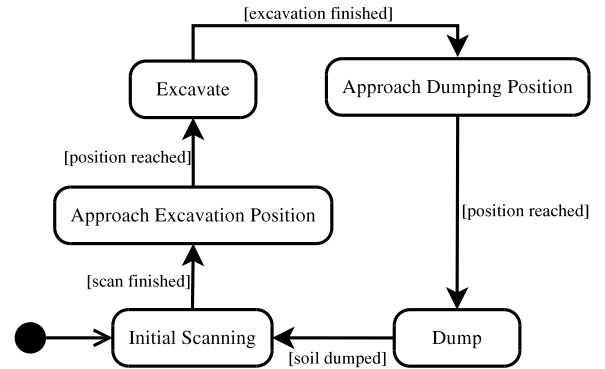 [excavation finished]
Excavate
Approach Dumping Position
[position reached]
Approach Excavation Position
[position reached]
[scan finished]
Initial Scanning
Dump
[soil dumped]